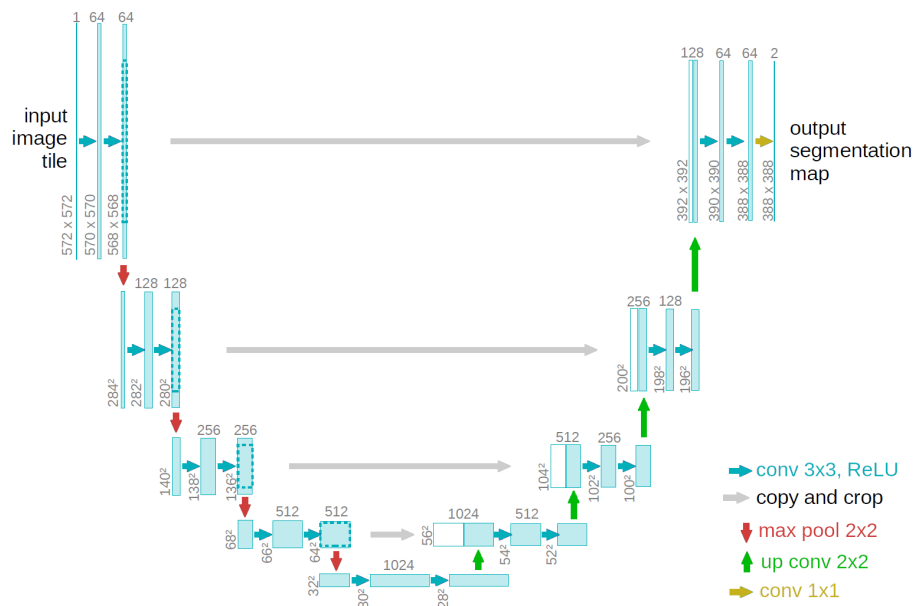 1 64 64
input
image
tile
572 x 572
570 x 570
568 x 568
128 64 64 2
output
segmentation
map
392 x 392
390 x 390
388 x 388
388 x 388
128 128
284²
282²
280²
256 128
200²
198²
196²
256 256
140²
138²
136²
512 256
104²
102²
100²
512 512
68²
66²
64²
1024 512
56²
54²
52²
1024
32²
30²
28²
conv 3x3, ReLU
copy and crop
max pool 2x2
up conv 2x2
conv 1x1